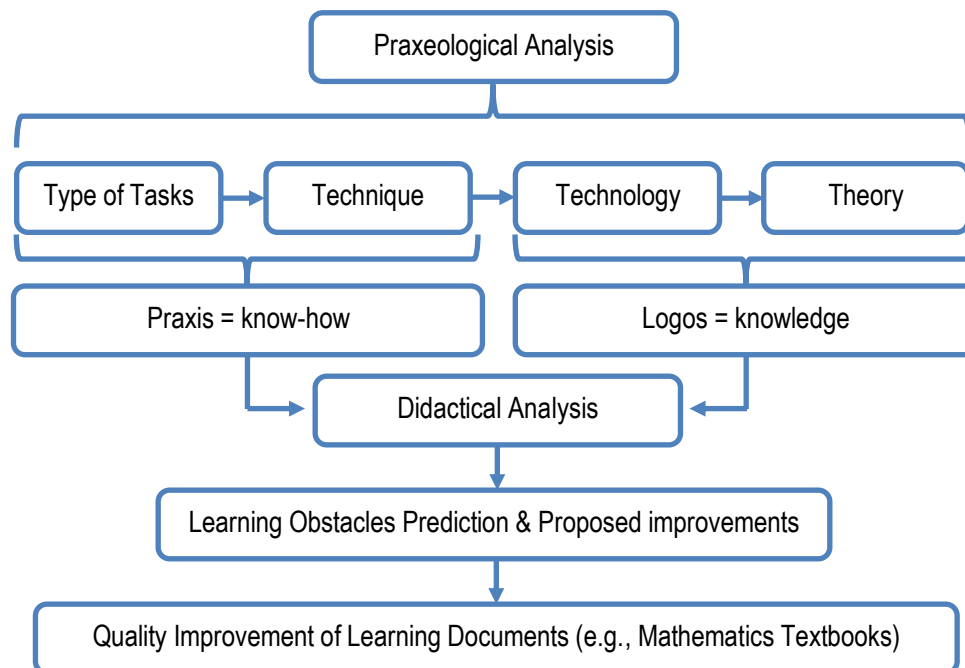 Praxeological Analysis
Type of Tasks
Technique
Technology
Theory
Praxis = know-how
Logos = knowledge
Didactical Analysis
Learning Obstacles Prediction & Proposed improvements
Quality Improvement of Learning Documents (e.g., Mathematics Textbooks)